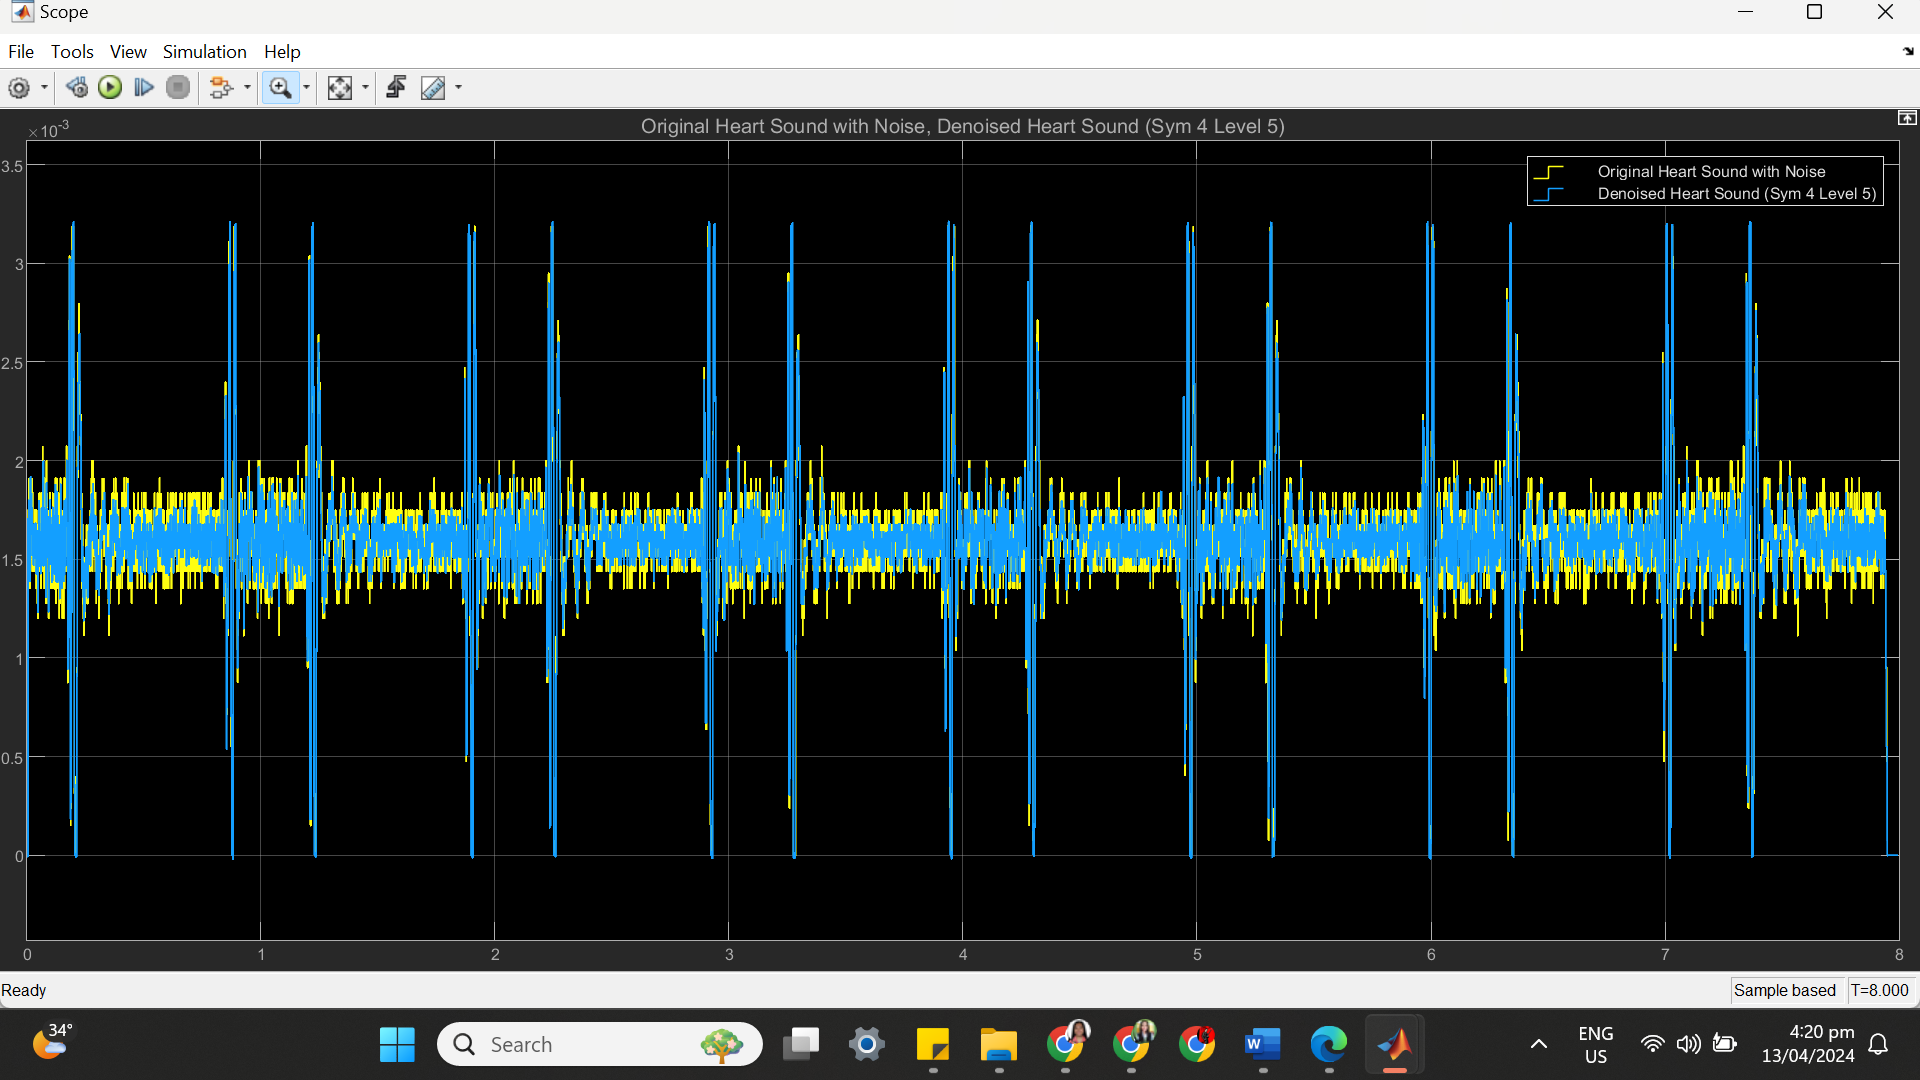 Scope
File Tools View Simulation Help
×10-3
Original Heart Sound with Noise, Denoised Heart Sound (Sym 4 Level 5)
Original Heart Sound with Noise
Denoised Heart Sound (Sym 4 Level 5)
3.5
3
2.5
2
1.5
1
0.5
0
0 1 2 3 4 5 6 7 8
Ready
Sample based T=8.000
34°
Search
W
ENG
US
4:20 pm
13/04/2024